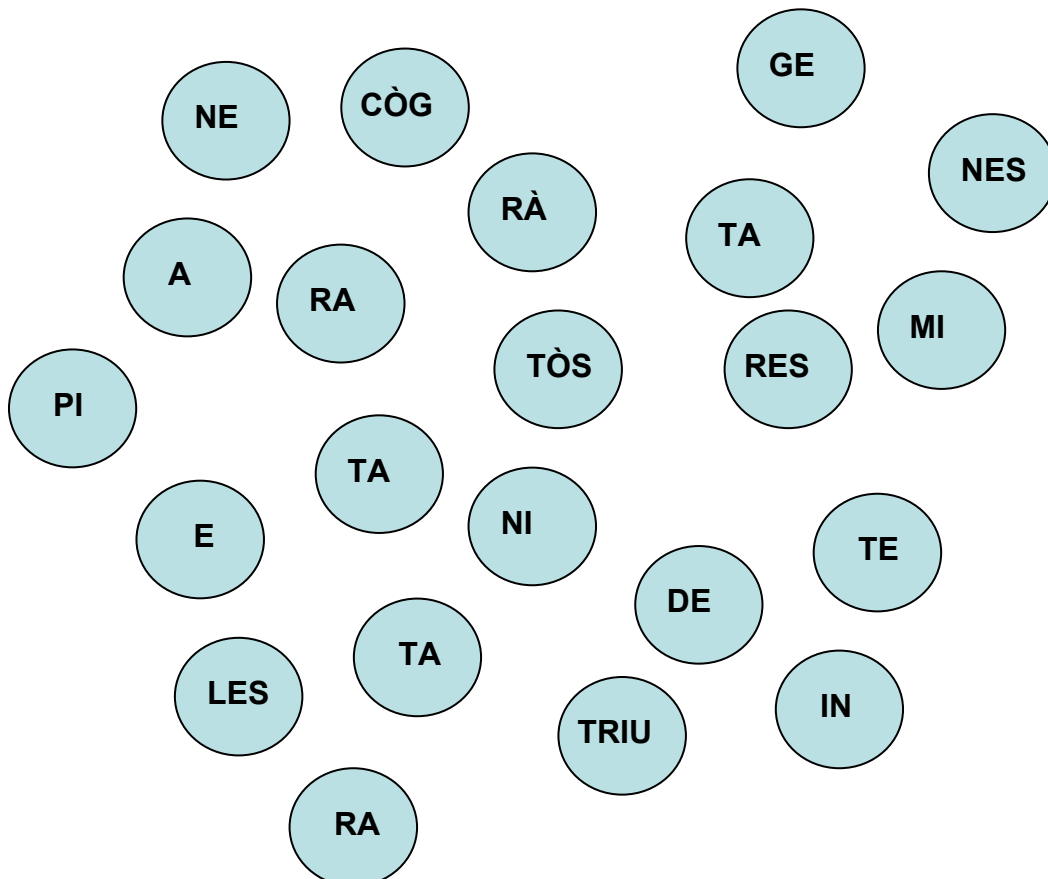 GE
CÒG
NE
NES
RÀ
TA
A
RA
MI
TÒS
RES
PI
TA
NI
E
TE
DE
TA
LES
IN
TRIU
RA